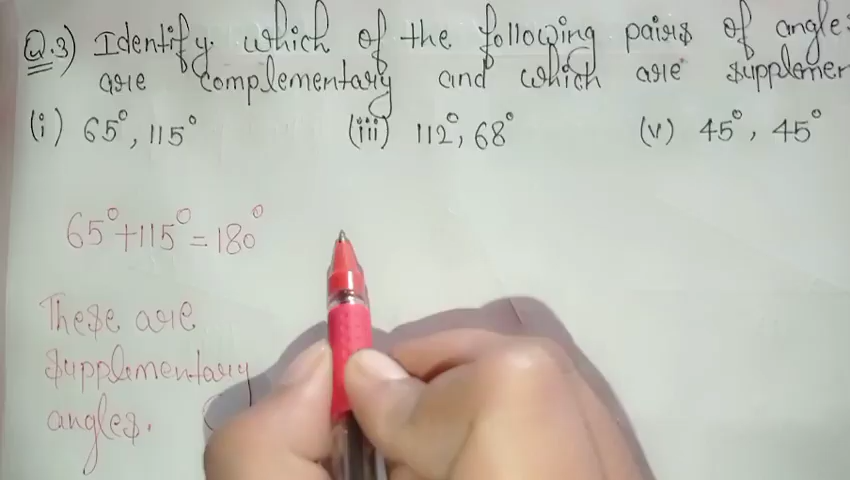 Q.3) Identify which of the following pairs of angle
are complementary and which are supplemen
(i) 65°, 115° (iii) 112°, 68° (v) 45°, 45°
65°+115°=180°
These are
supplimentary
angles.